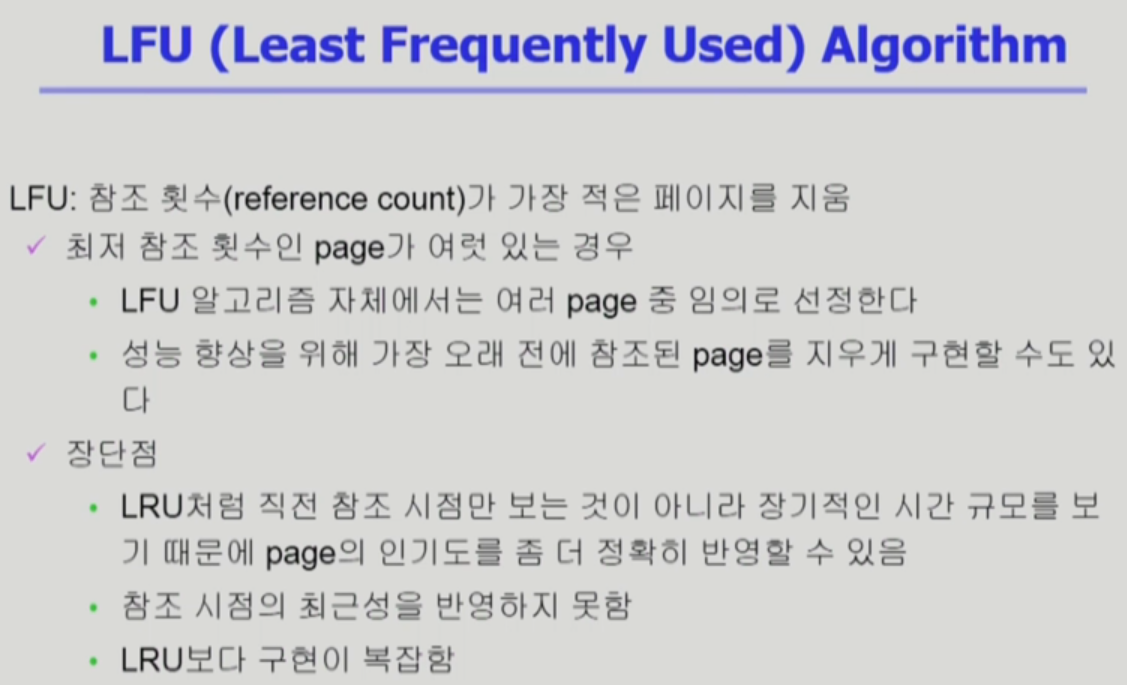 LFU (Least Frequently Used) Algorithm
LFU: 참조 횟수(reference count)가 가장 적은 페이지를 지움
✓ 최저 참조 횟수인 page가 여럿 있는 경우
• LFU 알고리즘 자체에서는 여러 page 중 임의로 선정한다
• 성능 향상을 위해 가장 오래 전에 참조된 page를 지우게 구현할 수도 있
다
✓ 장단점
• LRU처럼 직전 참조 시점만 보는 것이 아니라 장기적인 시간 규모를 보
기 때문에 page의 인기도를 좀 더 정확히 반영할 수 있음
• 참조 시점의 최근성을 반영하지 못함
• LRU보다 구현이 복잡함